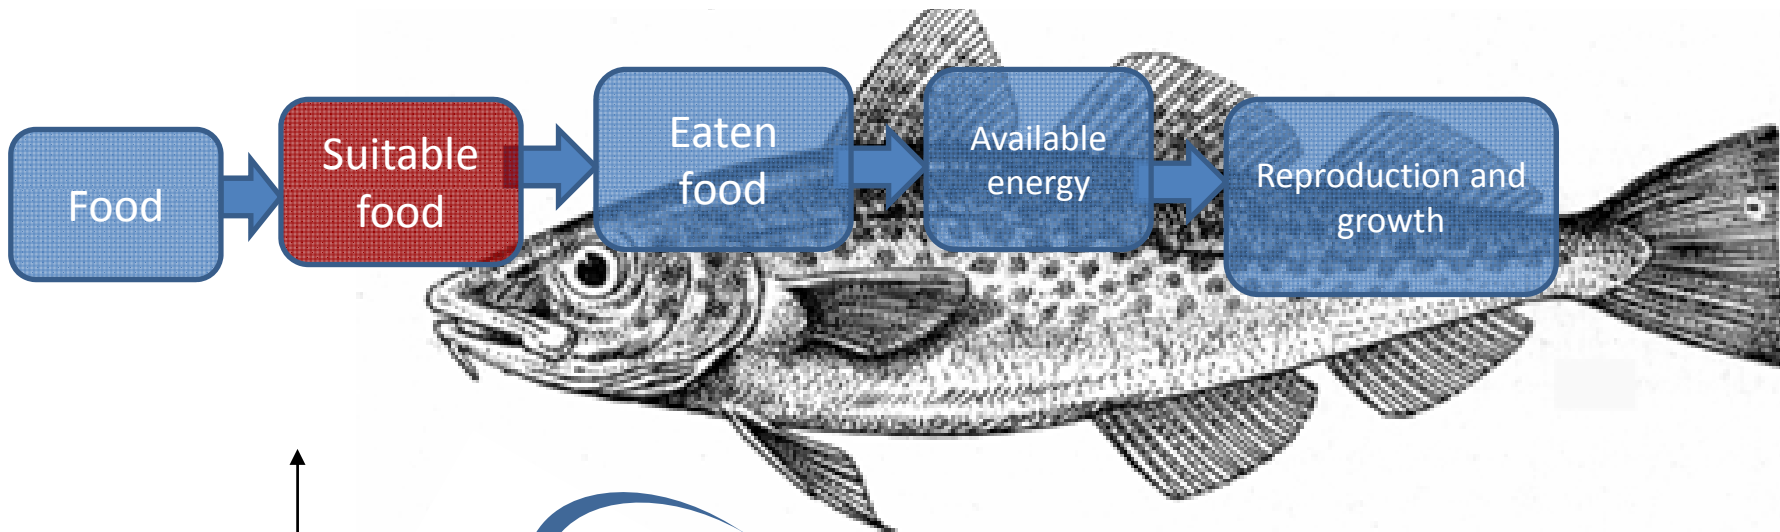 Food
Suitable
food
Eaten
food
Available
energy
Reproduction and
growth